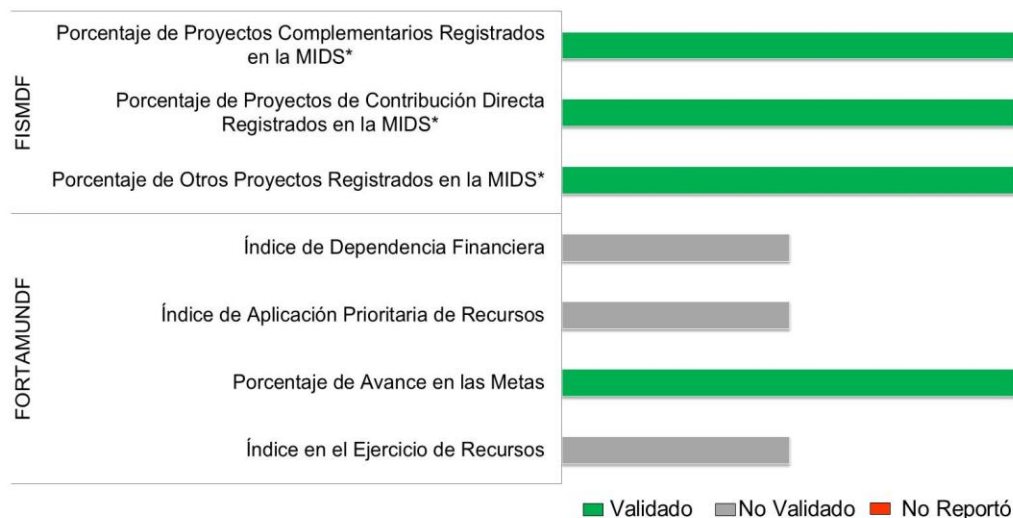 FISMDF
Porcentaje de Proyectos Complementarios Registrados
en la MIDS*
Porcentaje de Proyectos de Contribución Directa
Registrados en la MIDS*
Porcentaje de Otros Proyectos Registrados en la MIDS*
FORTAMUNDF
Índice de Dependencia Financiera
Índice de Aplicación Prioritaria de Recursos
Porcentaje de Avance en las Metas
Índice en el Ejercicio de Recursos
Validado No Validado No Reportó